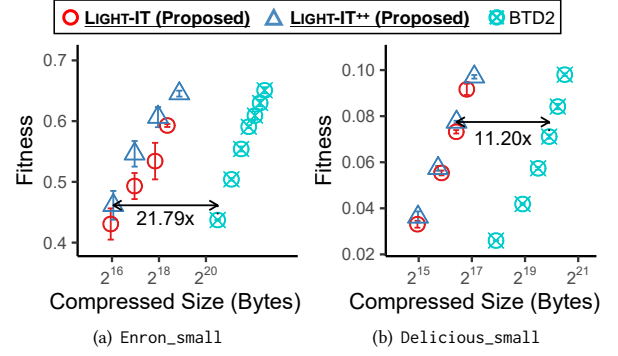 LIGHT-IT (Proposed) LIGHT-IT++ (Proposed) BTD2
0.7
0.6
0.5
0.4
Fitness
21.79x
2^16 2^18 2^20
Compressed Size (Bytes)
(a) Enron_small
0.10
0.08
0.06
0.04
0.02
Fitness
11.20x
2^15 2^17 2^19 2^21
Compressed Size (Bytes)
(b) Delicious_small